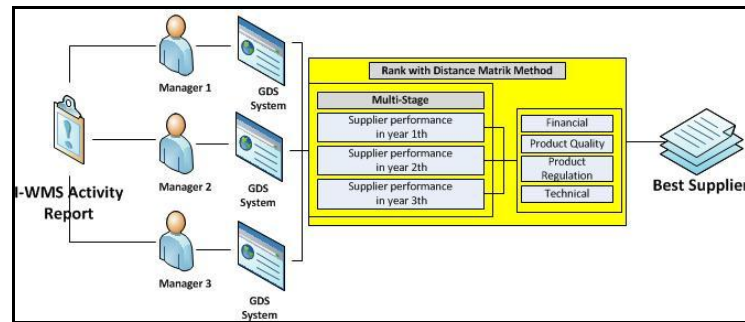 I-WMS Activity
Report
Manager 1
GDS
System
Manager 2
GDS
System
Manager 3
GDS
System
Rank with Distance Matrik Method
Multi-Stage
Supplier performance
in year 1th
Supplier performance
in year 2th
Supplier performance
in year 3th
Financial
Product Quality
Product
Regulation
Technical
Best Supplier